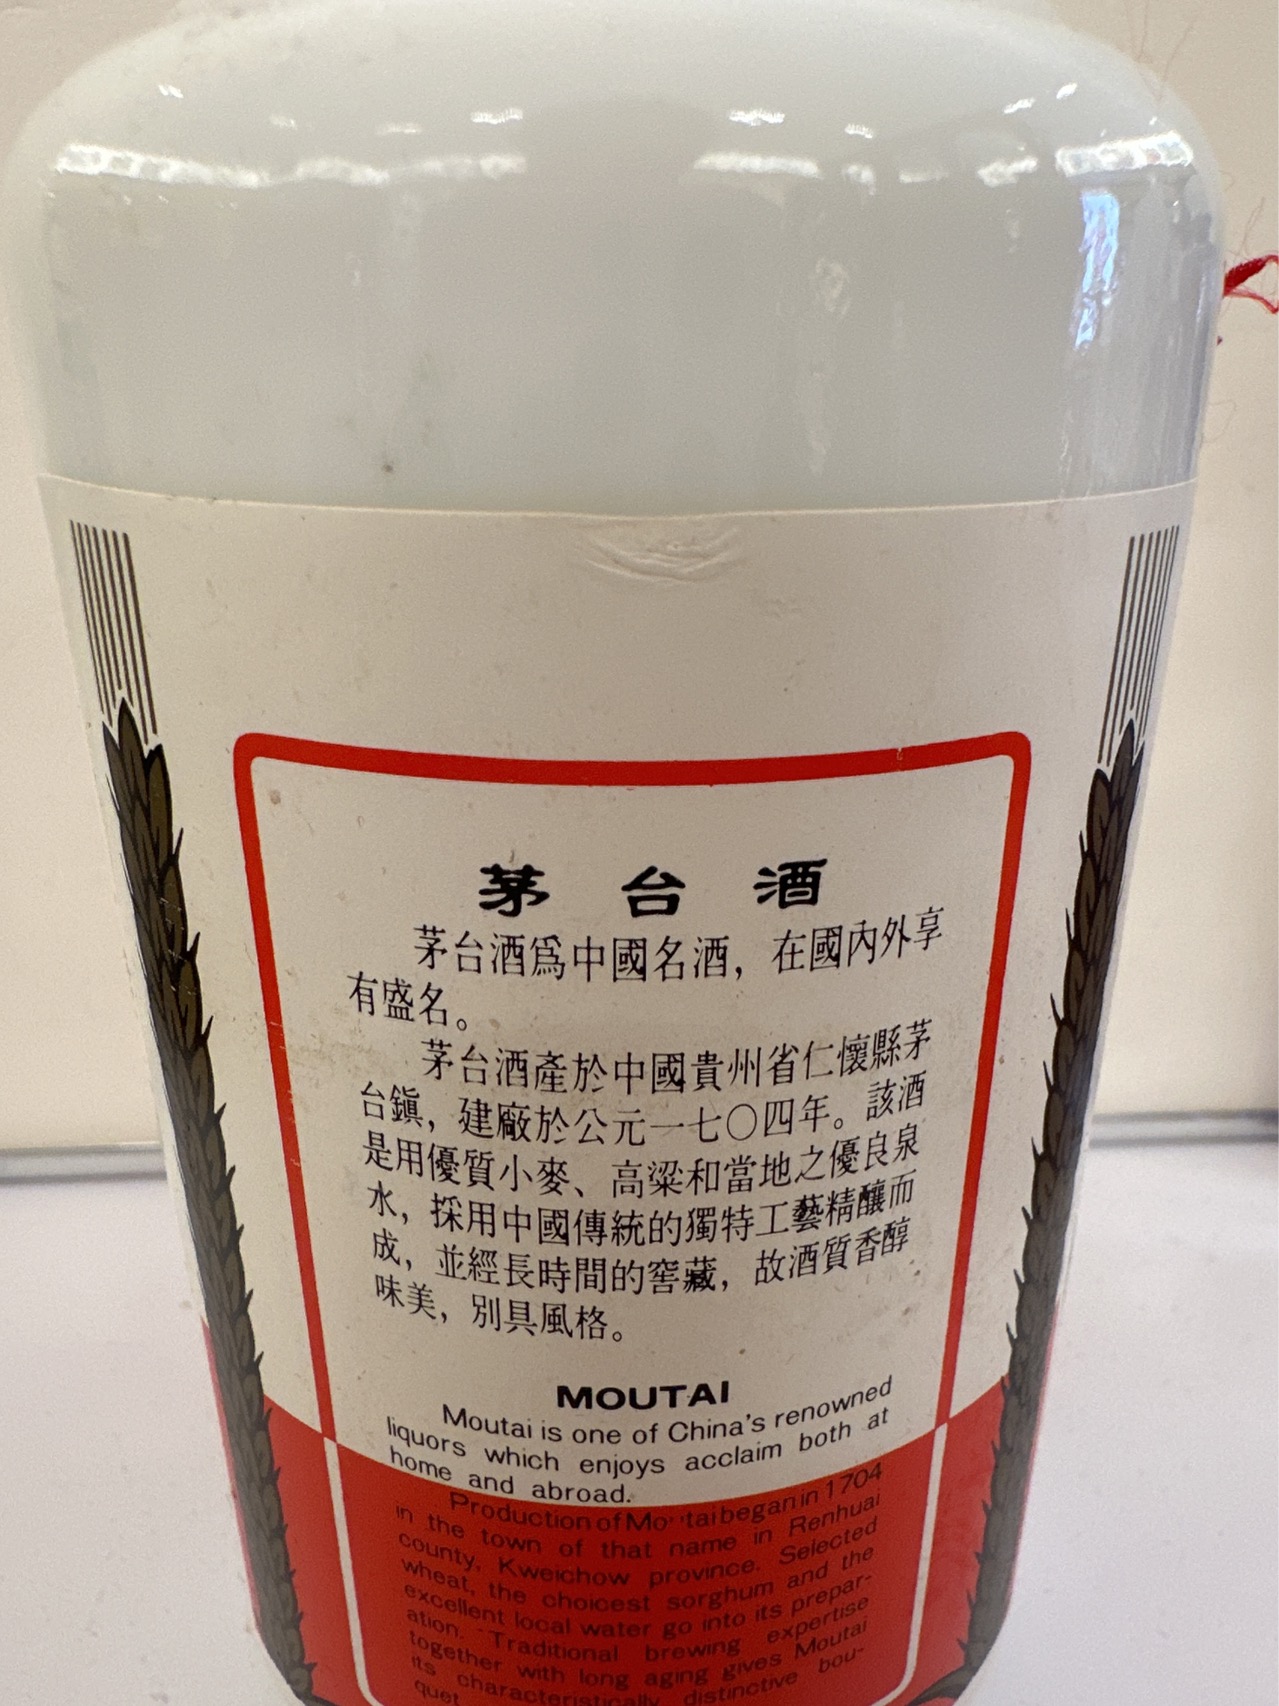 茅台酒
茅台酒爲中國名酒，在國內外享
有盛名。
茅台酒產於中國貴州省仁懷縣茅
台鎭，建廠於公元一七〇四年。該酒
是用優質小麥、高粱和當地之優良泉
水，採用中國傳統的獨特工藝精釀而
成，並經長時間的窖藏，故酒質香醇
味美，別具風格。
MOUTAI
Moutai is one of China's renowned
liquors which enjoys acclaim both at
home and abroad.
Production of Moutai began in 1704
in the town of that name in Renhuai
county, Kweichow province. Selected
wheat, the choicest sorghum and the
excellent local water go into its prepar-
ation. Traditional brewing expertise
together with long aging gives Moutai
its characteristically distinctive bou-
quet